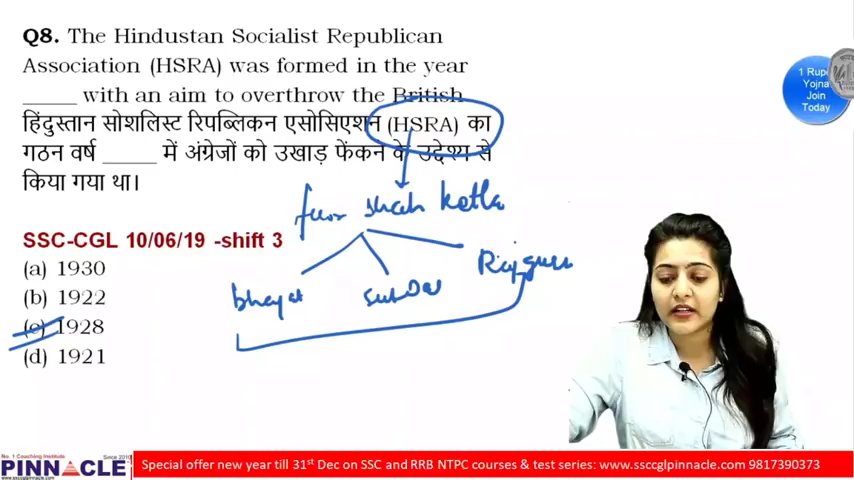 Q8. The Hindustan Socialist Republican
Association (HSRA) was formed in the year
_____ with an aim to overthrow the British
हिंदुस्तान सोशलिस्ट रिपब्लिकन एसोसिएशन (HSRA) का
गठन वर्ष _____ में अंग्रेजों को उखाड़ फेंकने के उद्देश्य से
किया गया था।
shah kotla
Rajguru
bhagat
SSC-CGL 10/06/19 -shift 3
(a) 1930
(b) 1922
(c) 1928
(d) 1921
1 Rupe
Yojna
Join
Today
No. 1 Coaching Institute
Since 2010
PINNACLE
Special offer new year till 31st Dec on SSC and RRB NTPC courses & test series: www.ssccglpinnacle.com 9817390373